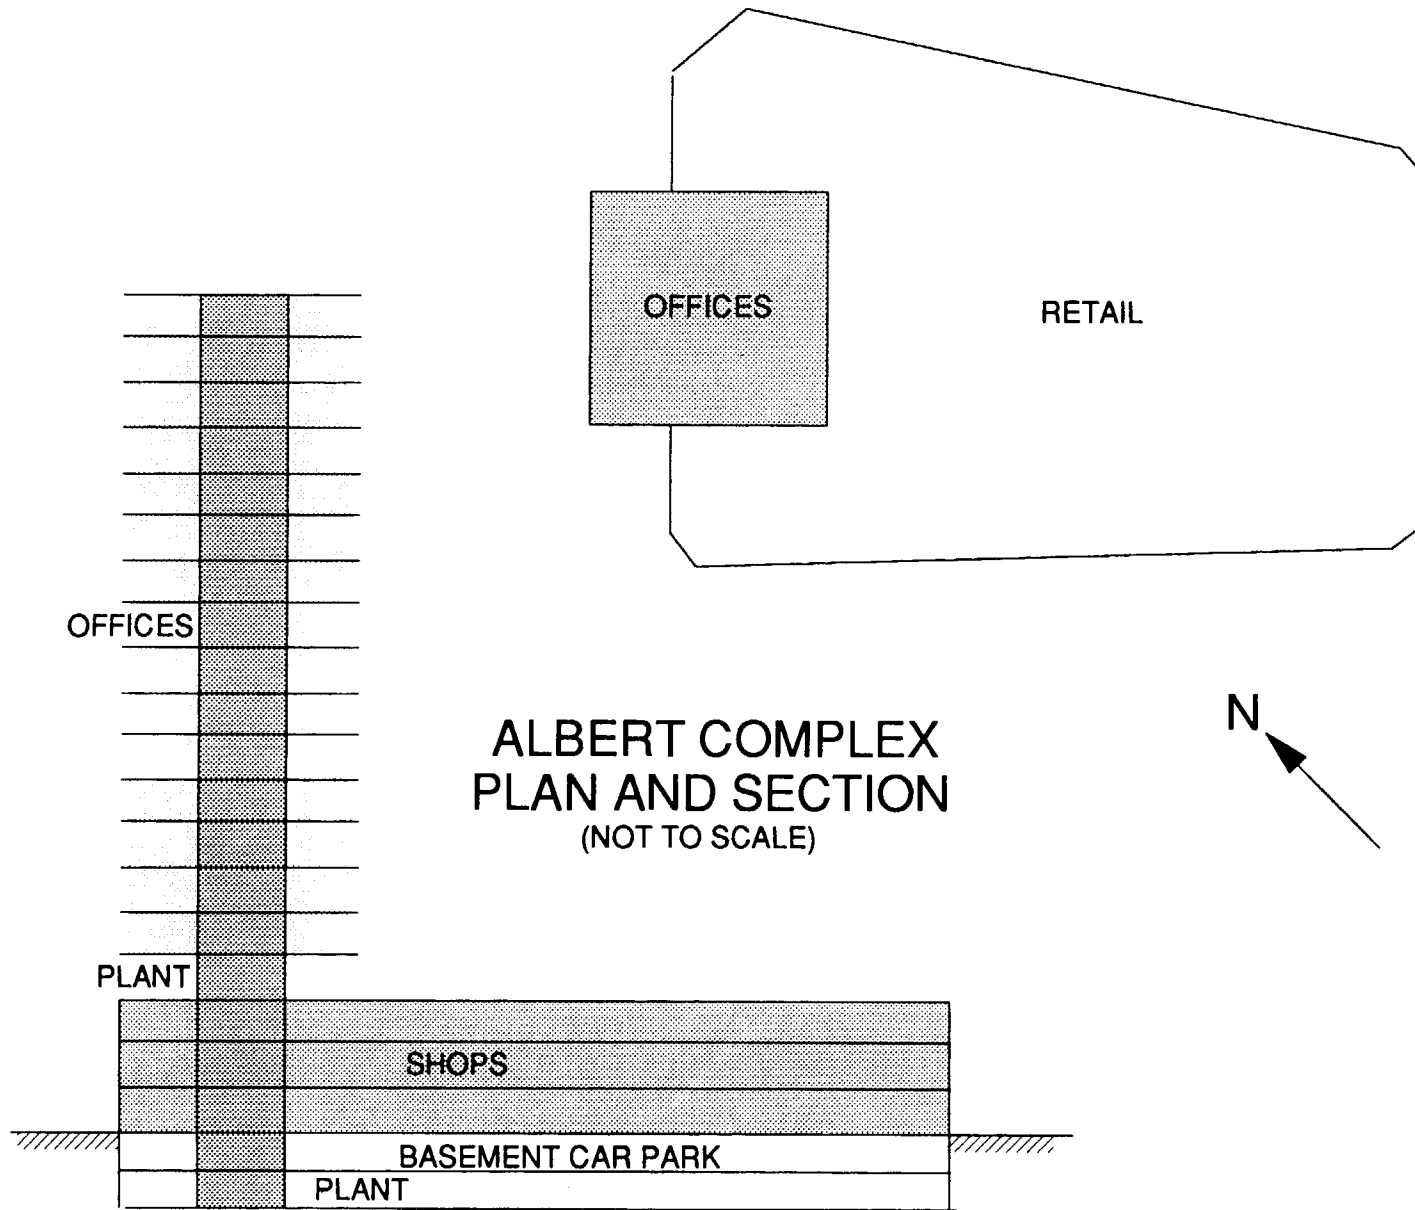 OFFICES
RETAIL
OFFICES
N
ALBERT COMPLEX
PLAN AND SECTION
(NOT TO SCALE)
PLANT
SHOPS
BASEMENT CAR PARK
PLANT